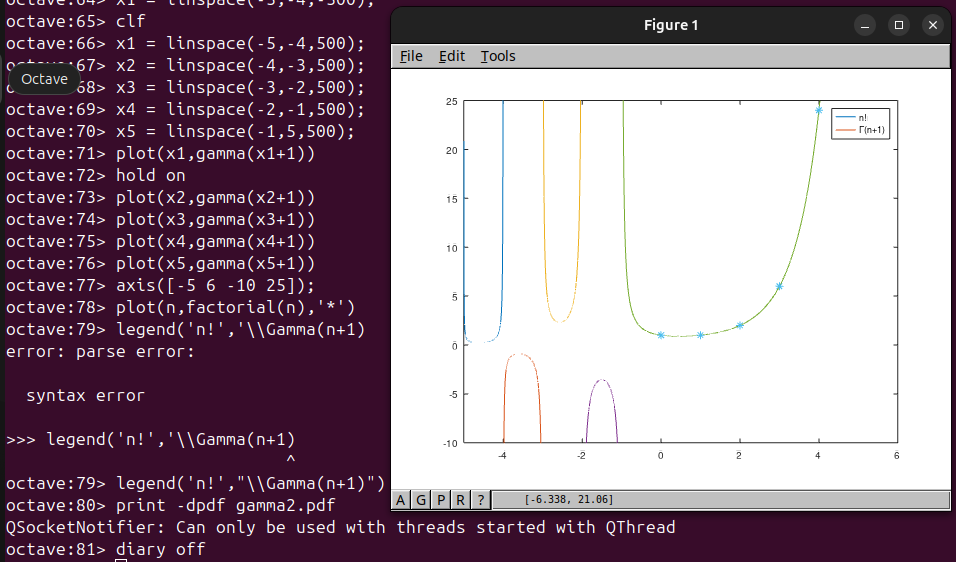 octave:64> x1 = linspace(-5,-4,500);
octave:65> clf
octave:66> x1 = linspace(-5,-4,500);
octave:67> x2 = linspace(-4,-3,500);
Octave
octave:68> x3 = linspace(-3,-2,500);
octave:69> x4 = linspace(-2,-1,500);
octave:70> x5 = linspace(-1,5,500);
octave:71> plot(x1,gamma(x1+1))
octave:72> hold on
octave:73> plot(x2,gamma(x2+1))
octave:74> plot(x3,gamma(x3+1))
octave:75> plot(x4,gamma(x4+1))
octave:76> plot(x5,gamma(x5+1))
octave:77> axis([-5 6 -10 25]);
octave:78> plot(n,factorial(n),'*')
octave:79> legend('n!','\\Gamma(n+1)
error: parse error:
syntax error
>>> legend('n!','\\Gamma(n+1)
^
octave:79> legend('n!',"\\Gamma(n+1)")
octave:80> print -dpdf gamma2.pdf
QSocketNotifier: Can only be used with threads started with QThread
octave:81> diary off
Figure 1
File Edit Tools
25
20
15
10
5
0
-5
-10
-4 -2 0 2 4 6
n!
Γ(n+1)
A G P R ? [-6.338, 21.06]